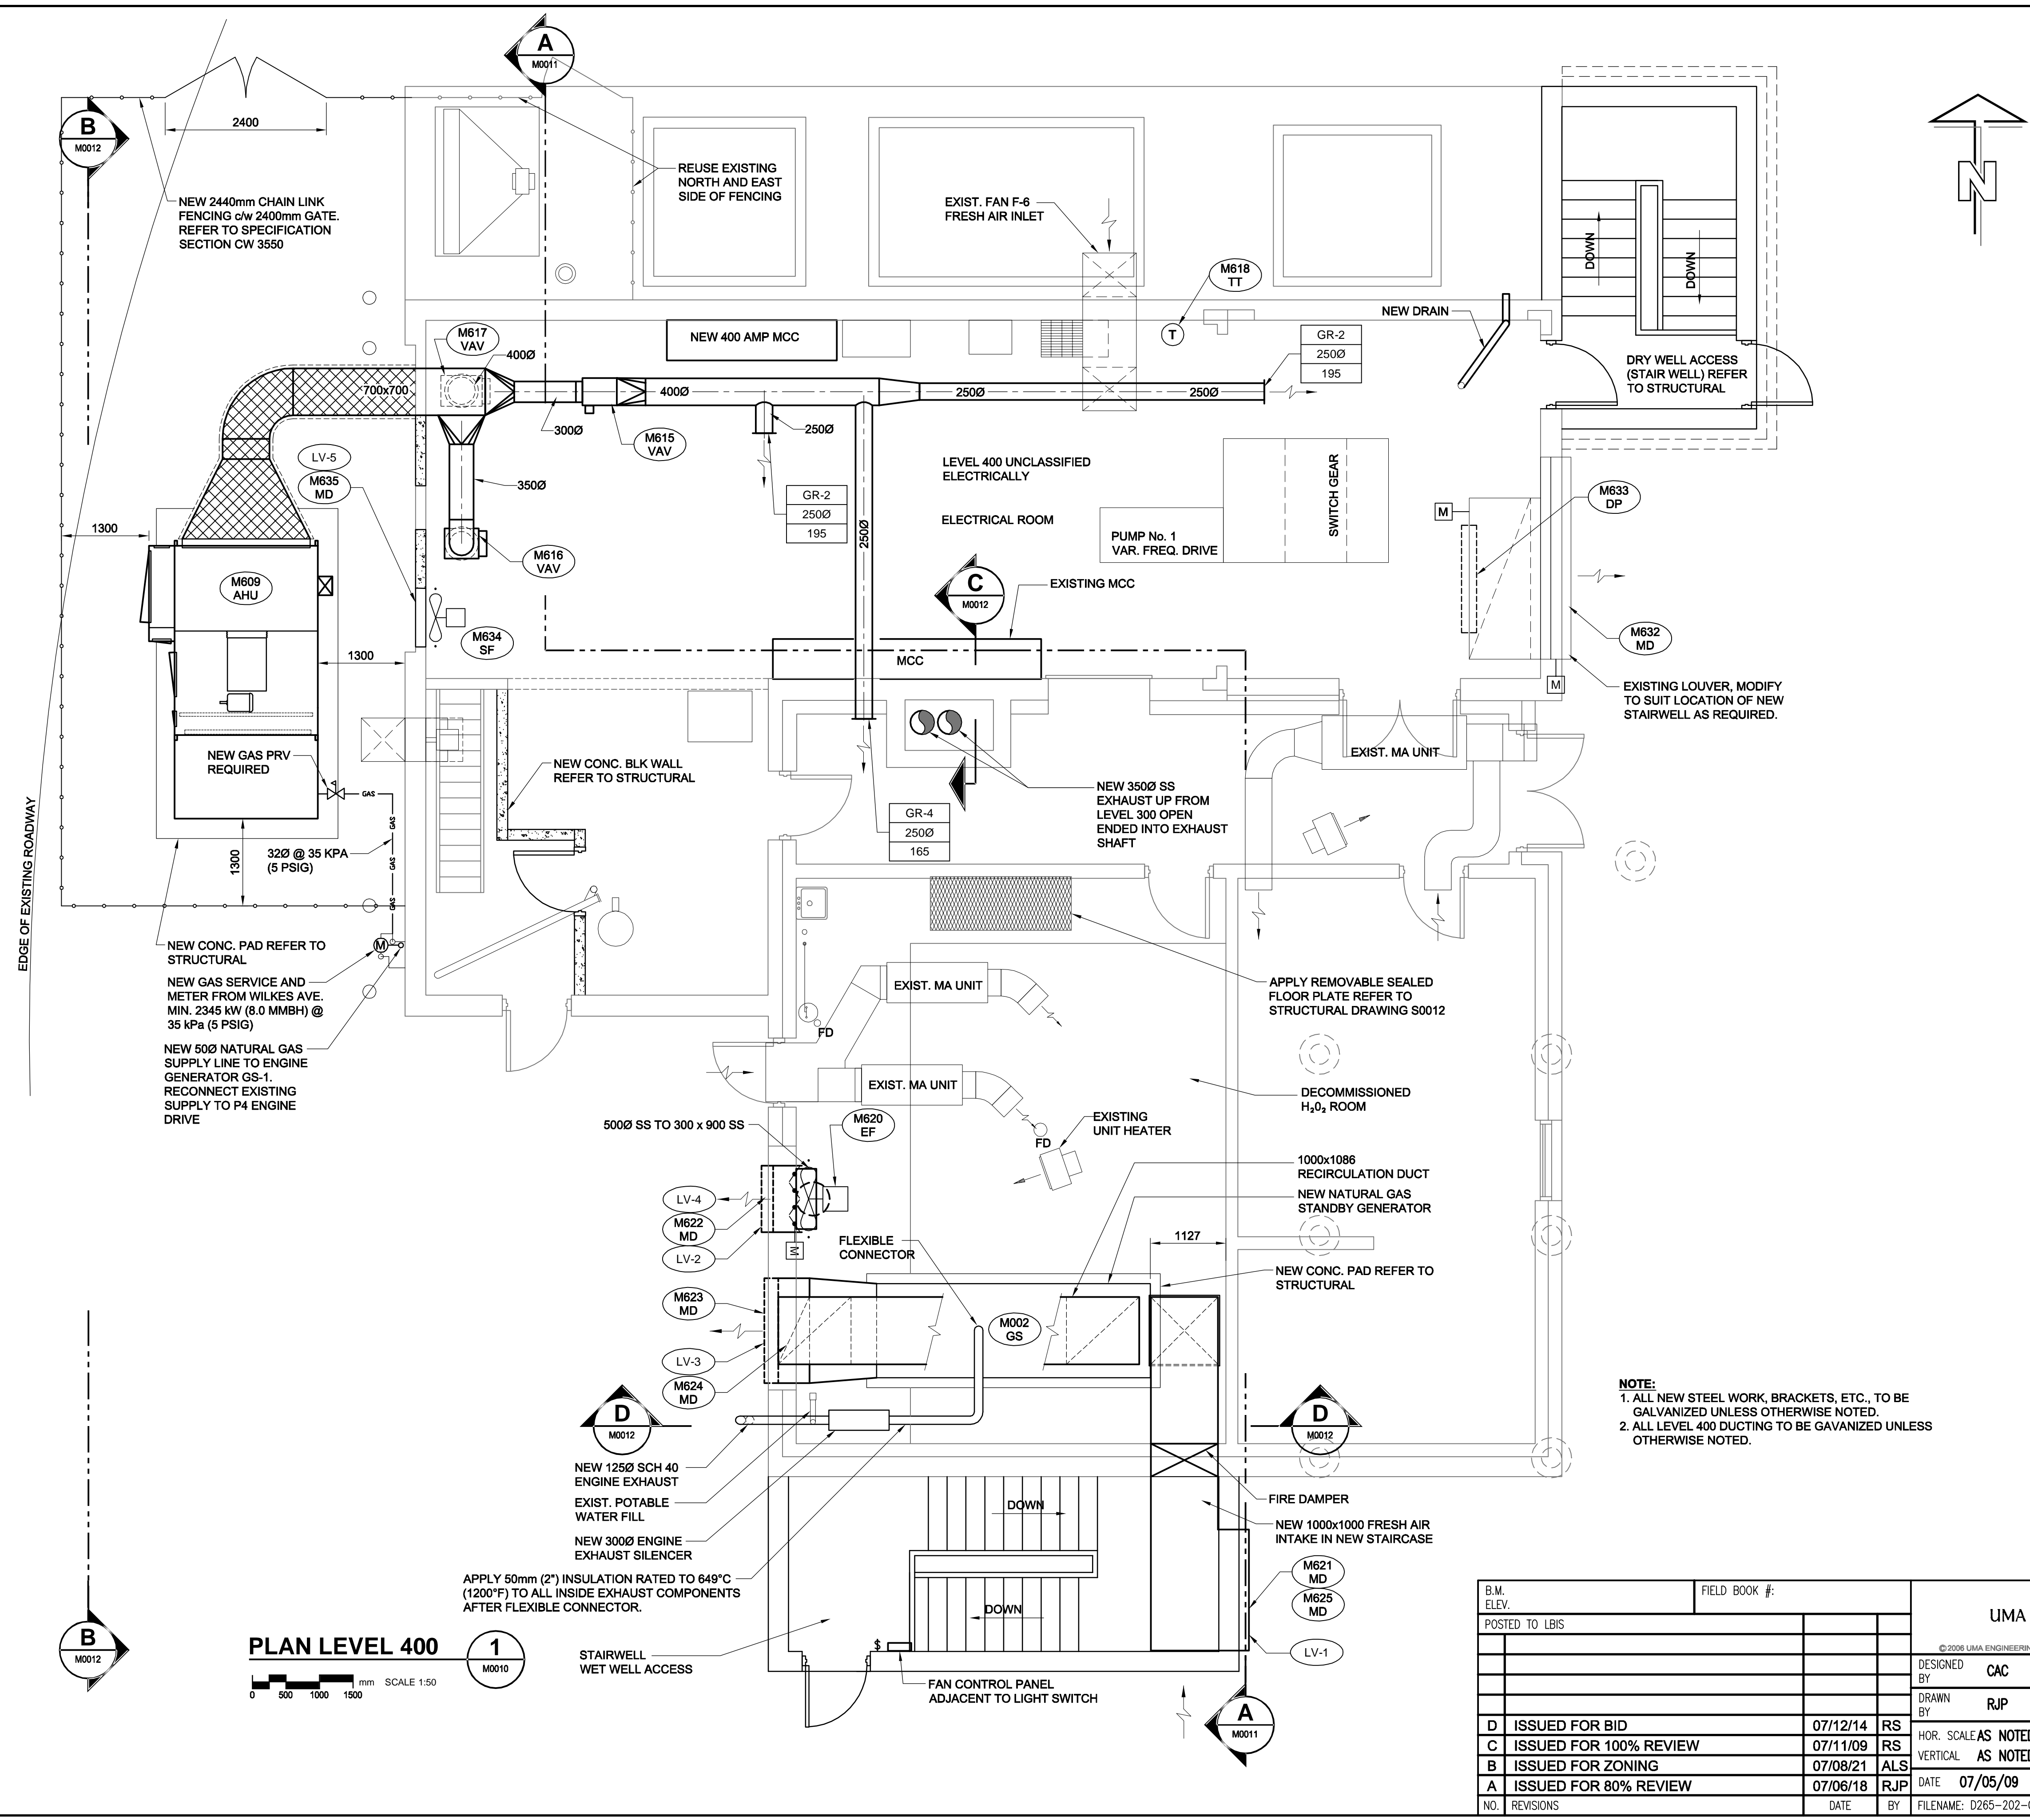 A
M0011
B
M0012
2400
NEW 2440mm CHAIN LINK
FENCING c/w 2400mm GATE.
REFER TO SPECIFICATION
SECTION CW 3550
REUSE EXISTING
NORTH AND EAST
SIDE OF FENCING
EXIST. FAN F-6
FRESH AIR INLET
M618
TT
T
N
DOWN
DOWN
NEW DRAIN
DRY WELL ACCESS
(STAIR WELL) REFER
TO STRUCTURAL
M617
VAV
400Ø
NEW 400 AMP MCC
GR-2
250Ø
195
700x700
400Ø
250Ø
250Ø
300Ø
M615
VAV
250Ø
LV-5
M635
MD
350Ø
GR-2
250Ø
195
250Ø
LEVEL 400 UNCLASSIFIED
ELECTRICALLY
ELECTRICAL ROOM
PUMP No. 1
VAR. FREQ. DRIVE
SWITCH GEAR
M
M633
DP
1300
M616
VAV
M609
AHU
C
M0012
EXISTING MCC
M634
SF
1300
MCC
M632
MD
M
EXISTING LOUVER, MODIFY
TO SUIT LOCATION OF NEW
STAIRWELL AS REQUIRED.
NEW GAS PRV
REQUIRED
GAS
GAS
GAS
GAS
NEW CONC. BLK WALL
REFER TO STRUCTURAL
EXIST. MA UNIT
NEW 350Ø SS
EXHAUST UP FROM
LEVEL 300 OPEN
ENDED INTO EXHAUST
SHAFT
GR-4
250Ø
165
EDGE OF EXISTING ROADWAY
1300
32Ø @ 35 KPA
(5 PSIG)
M
NEW CONC. PAD REFER TO
STRUCTURAL
NEW GAS SERVICE AND
METER FROM WILKES AVE.
MIN. 2345 kW (8.0 MMBH) @
35 kPa (5 PSIG)
NEW 50Ø NATURAL GAS
SUPPLY LINE TO ENGINE
GENERATOR GS-1.
RECONNECT EXISTING
SUPPLY TO P4 ENGINE
DRIVE
EXIST. MA UNIT
FD
APPLY REMOVABLE SEALED
FLOOR PLATE REFER TO
STRUCTURAL DRAWING S0012
EXIST. MA UNIT
DECOMMISSIONED
H₂0₂ ROOM
500Ø SS TO 300 x 900 SS
M620
EF
EXISTING
UNIT HEATER
FD
1000x1086
RECIRCULATION DUCT
NEW NATURAL GAS
STANDBY GENERATOR
LV-4
M622
MD
LV-2
M
FLEXIBLE
CONNECTOR
1127
NEW CONC. PAD REFER TO
STRUCTURAL
M623
MD
M002
GS
LV-3
M624
MD
D
M0012
D
M0012
NEW 125Ø SCH 40
ENGINE EXHAUST
EXIST. POTABLE
WATER FILL
NEW 300Ø ENGINE
EXHAUST SILENCER
APPLY 50mm (2") INSULATION RATED TO 649°C
(1200°F) TO ALL INSIDE EXHAUST COMPONENTS
AFTER FLEXIBLE CONNECTOR.
STAIRWELL
WET WELL ACCESS
DOWN
DOWN
$
FAN CONTROL PANEL
ADJACENT TO LIGHT SWITCH
FIRE DAMPER
NEW 1000x1000 FRESH AIR
INTAKE IN NEW STAIRCASE
M621
MD
M625
MD
LV-1
A
M0011
NOTE:
1. ALL NEW STEEL WORK, BRACKETS, ETC., TO BE
GALVANIZED UNLESS OTHERWISE NOTED.
2. ALL LEVEL 400 DUCTING TO BE GAVANIZED UNLESS
OTHERWISE NOTED.
B
M0012
PLAN LEVEL 400
1
M0010
0 500 1000 1500 mm SCALE 1:50
B.M.
ELEV.
FIELD BOOK #:
POSTED TO LBIS
UMA
©2006 UMA ENGINEERIN
DESIGNED
BY CAC
DRAWN
BY RJP
HOR. SCALE AS NOTED
VERTICAL AS NOTED
DATE 07/05/09
FILENAME: D265-202-
D ISSUED FOR BID 07/12/14 RS
C ISSUED FOR 100% REVIEW 07/11/09 RS
B ISSUED FOR ZONING 07/08/21 ALS
A ISSUED FOR 80% REVIEW 07/06/18 RJP
NO. REVISIONS DATE BY